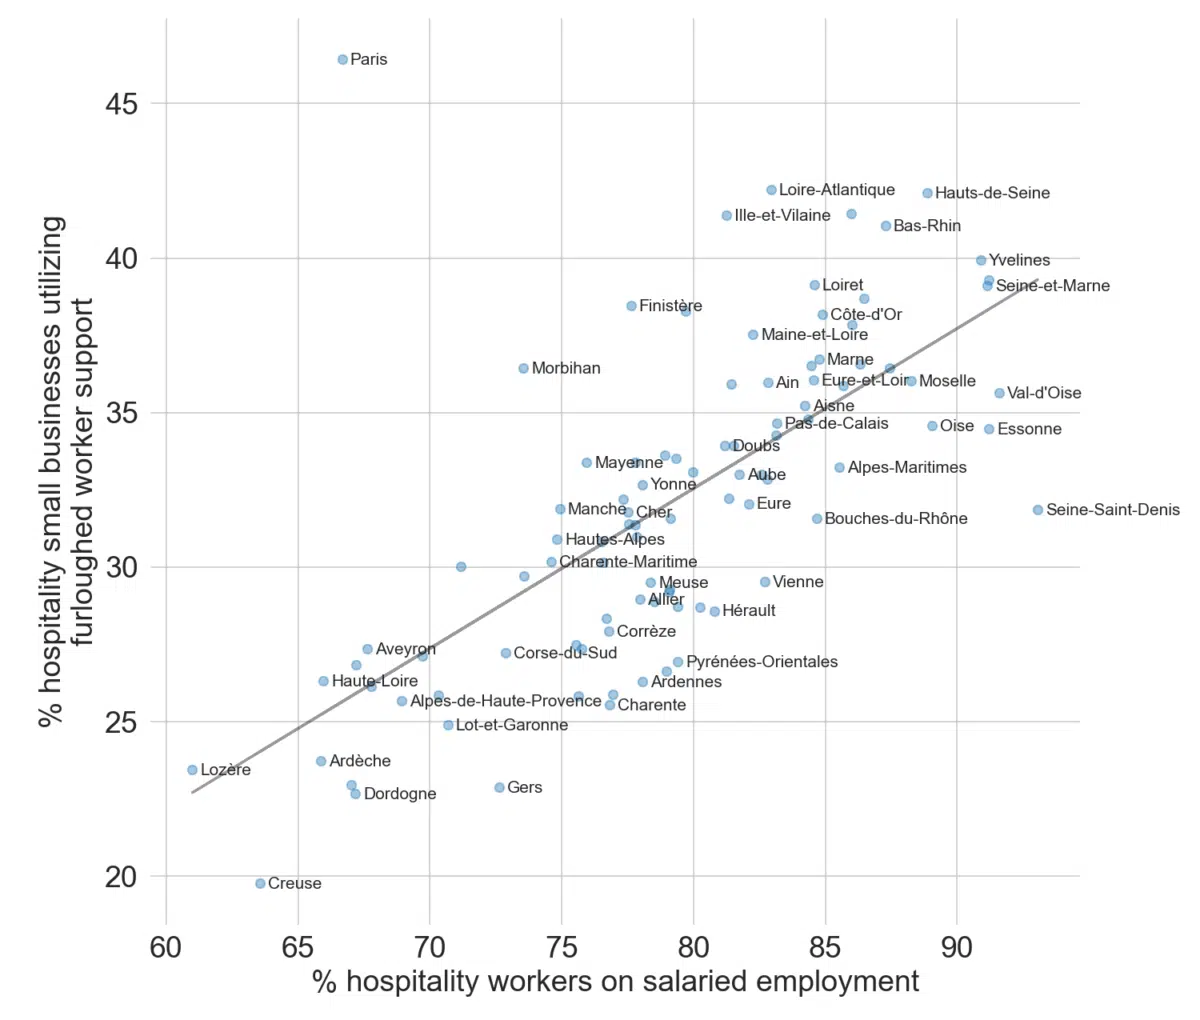 Paris
45
Loire-Atlantique
Hauts-de-Seine
Ille-et-Vilaine
Bas-Rhin
40
Yvelines
Loiret
Seine-et-Marne
Finistère
Côte-d'Or
Maine-et-Loire
Marne
Morbihan
Ain
Eure-et-Loir
Moselle
Val-d'Oise
35
Aisne
Pas-de-Calais
Oise
Essonne
Doubs
Mayenne
Aube
Alpes-Maritimes
Yonne
Eure
Manche
Cher
Bouches-du-Rhône
Seine-Saint-Denis
Hautes-Alpes
30
Charente-Maritime
Meuse
Vienne
Allier
Hérault
Corrèze
Aveyron
Corse-du-Sud
Pyrénées-Orientales
Haute-Loire
Ardennes
Alpes-de-Haute-Provence
Charente
25
Lot-et-Garonne
Ardèche
Lozère
Dordogne
Gers
20
Creuse
% hospitality small businesses utilizing
furloughed worker support
60 65 70 75 80 85 90
% hospitality workers on salaried employment